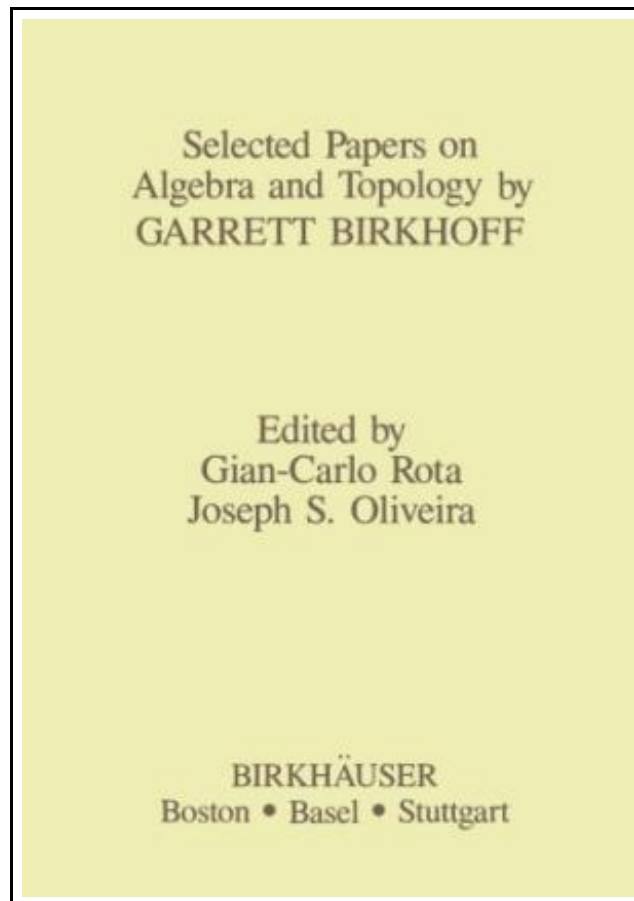 Selected Papers on
Algebra and Topology by
GARRETT BIRKHOFF
Edited by
Gian-Carlo Rota
Joseph S. Oliveira
BIRKHÄUSER
Boston • Basel • Stuttgart